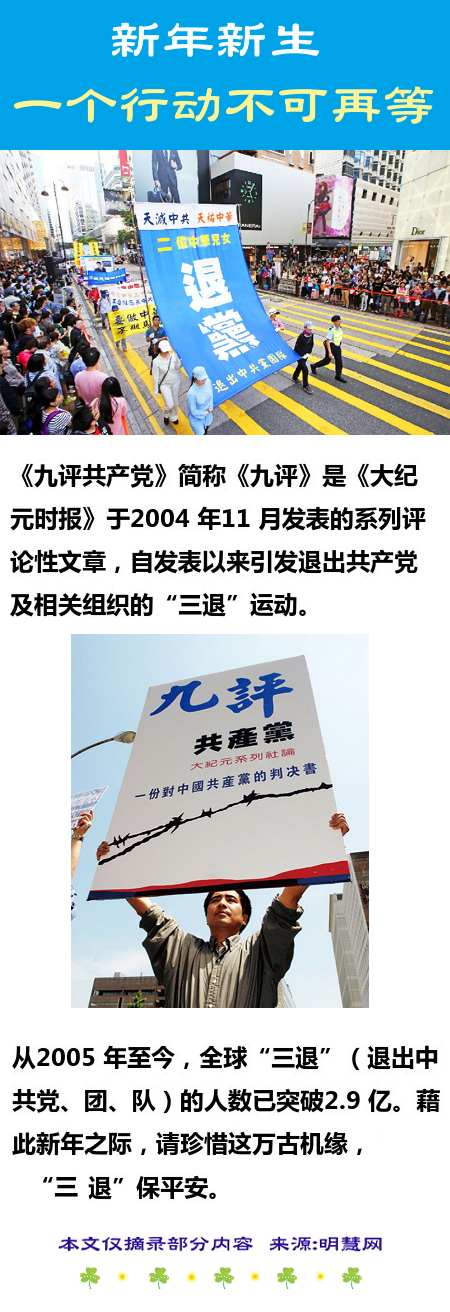 新年新生
一个行动不可再等
天滅中共 天祐中華
二億中華兒女
退黨
退出中共黨團隊
DIOR
《九评共产党》简称《九评》是《大纪
元时报》于2004 年11 月发表的系列评
论性文章，自发表以来引发退出共产党
及相关组织的“三退”运动。
九評
共產黨
大紀元系列社論
一份對中國共産黨的判决書
从2005 年至今，全球“三退”（退出中
共党、团、队）的人数已突破2.9 亿。藉
此新年之际，请珍惜这万古机缘，
“三 退”保平安。
本文仅摘录部分内容 来源:明慧网